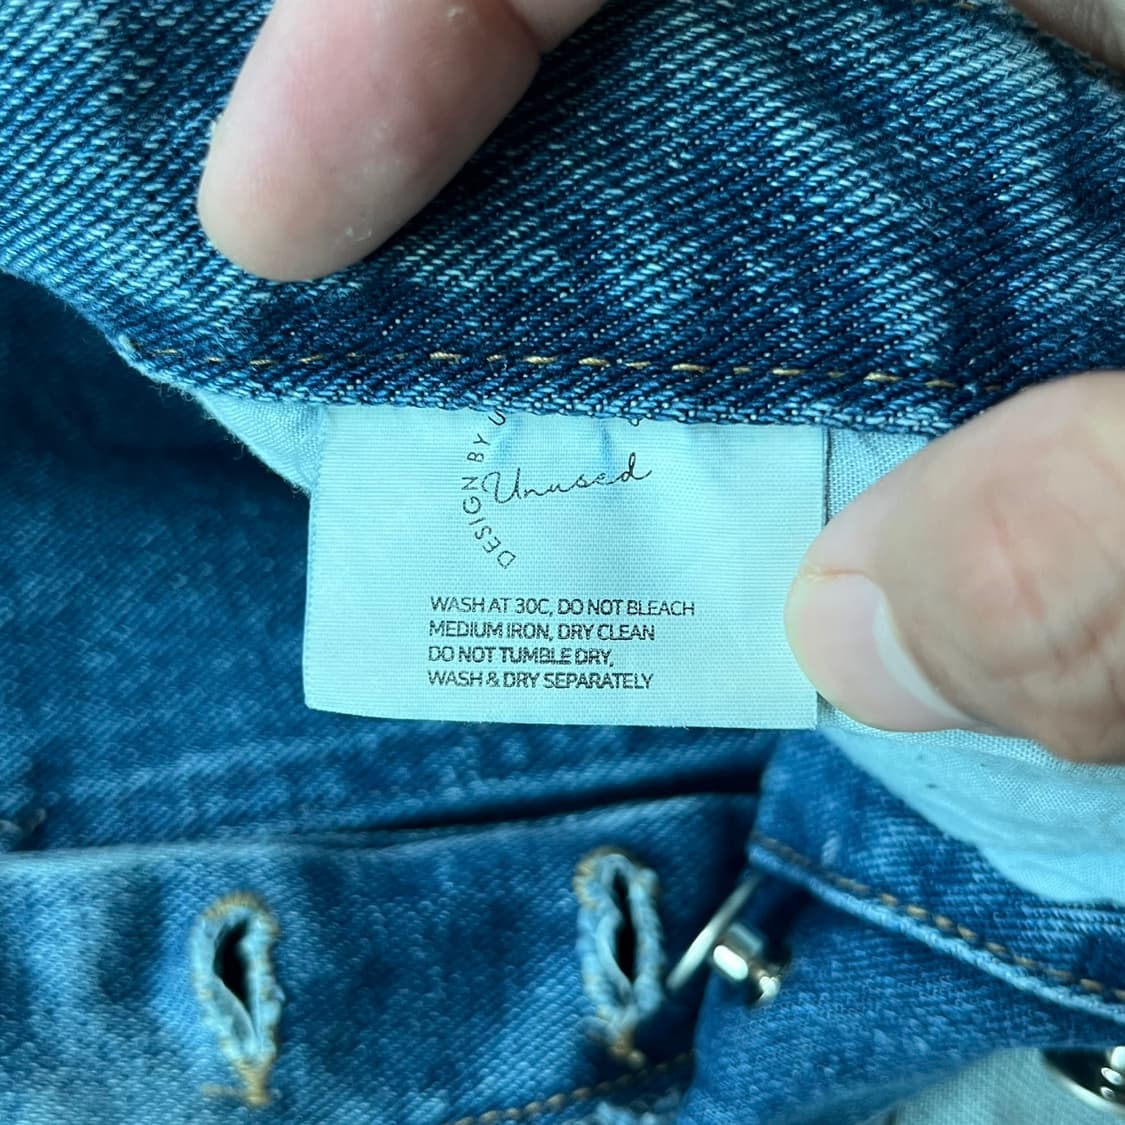 DESIGN BY U
Unused
WASH AT 30C, DO NOT BLEACH
MEDIUM IRON, DRY CLEAN
DO NOT TUMBLE DRY,
WASH & DRY SEPARATELY